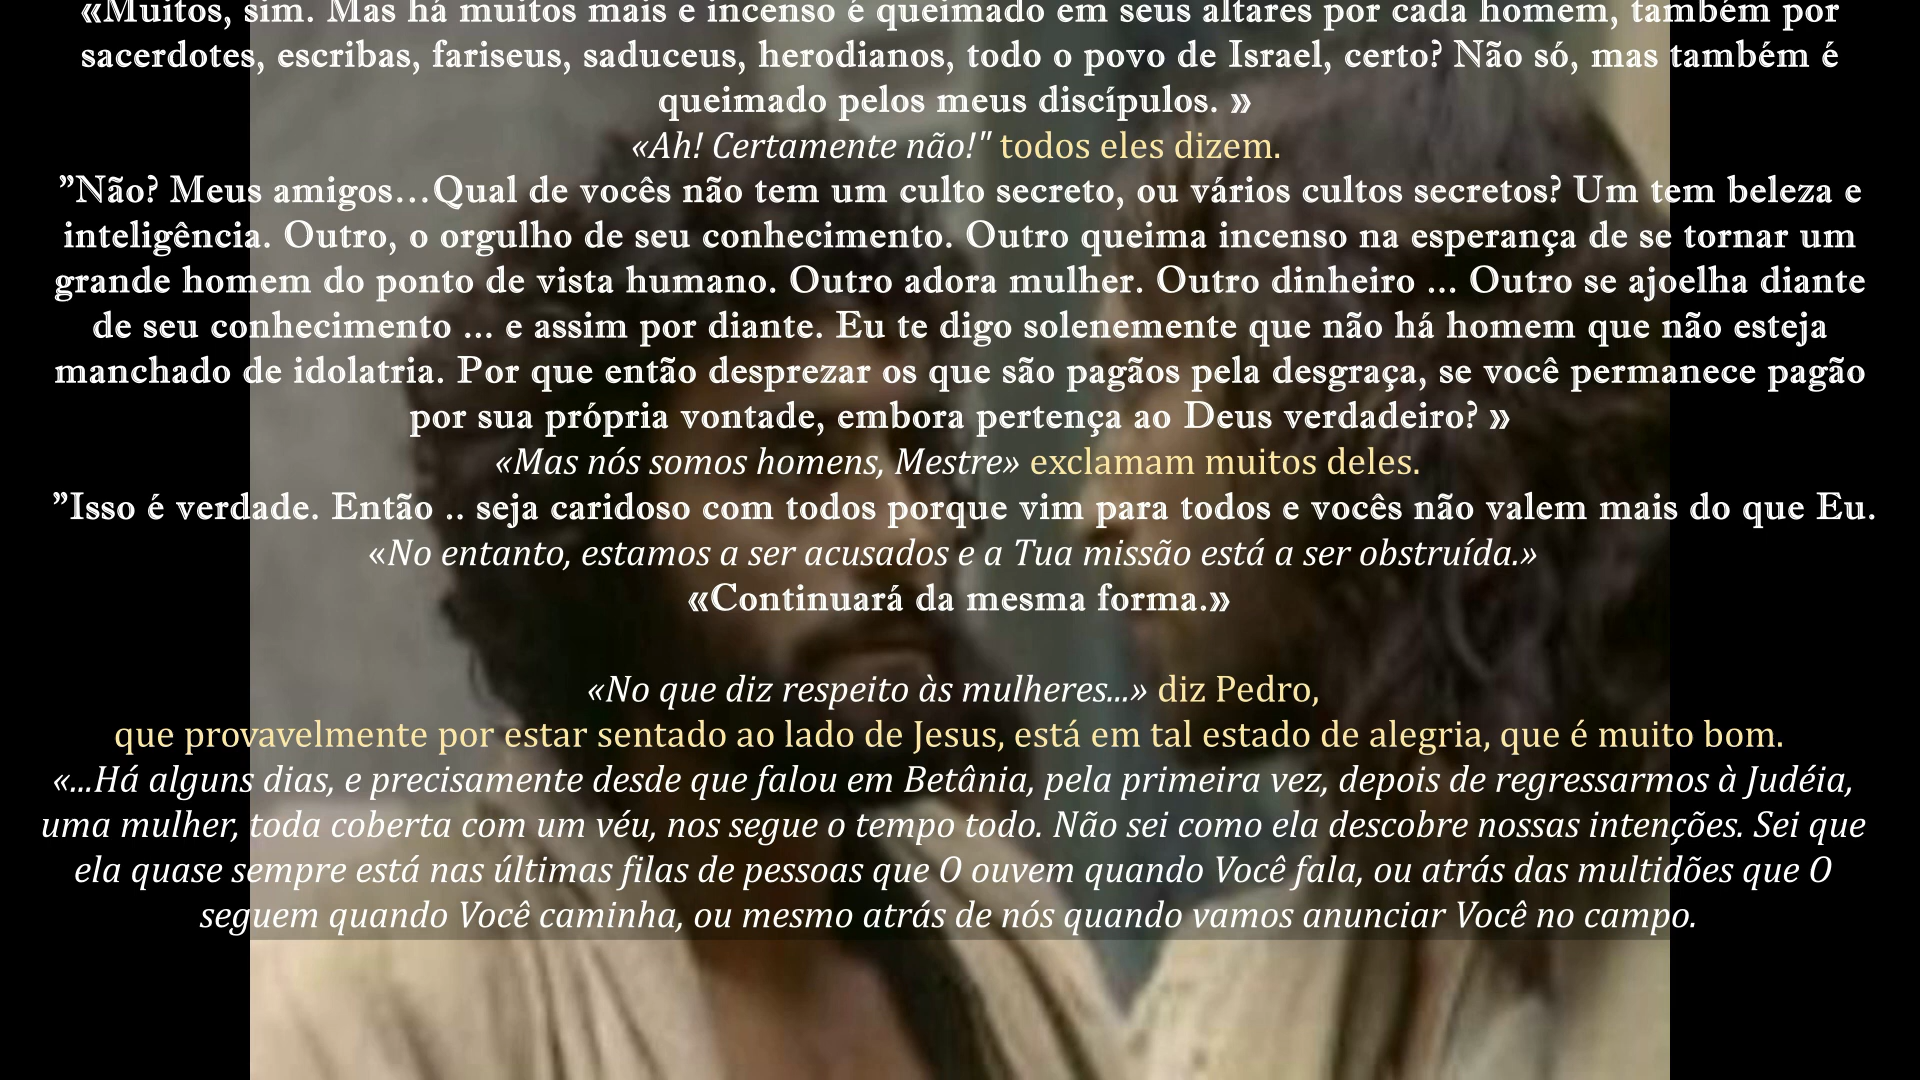 «Muitos, sim. Mas há muitos mais e incenso é queimado em seus altares por cada homem, também por
sacerdotes, escribas, fariseus, saduceus, herodianos, todo o povo de Israel, certo? Não só, mas também é
queimado pelos meus discípulos. »
«Ah! Certamente não!" todos eles dizem.
”Não? Meus amigos…Qual de vocês não tem um culto secreto, ou vários cultos secretos? Um tem beleza e
inteligência. Outro, o orgulho de seu conhecimento. Outro queima incenso na esperança de se tornar um
grande homem do ponto de vista humano. Outro adora mulher. Outro dinheiro ... Outro se ajoelha diante
de seu conhecimento ... e assim por diante. Eu te digo solenemente que não há homem que não esteja
manchado de idolatria. Por que então desprezar os que são pagãos pela desgraça, se você permanece pagão
por sua própria vontade, embora pertença ao Deus verdadeiro? »
«Mas nós somos homens, Mestre» exclamam muitos deles.
”Isso é verdade. Então .. seja caridoso com todos porque vim para todos e vocês não valem mais do que Eu.
«No entanto, estamos a ser acusados e a Tua missão está a ser obstruída.»
«Continuará da mesma forma.»
«No que diz respeito às mulheres...» diz Pedro,
que provavelmente por estar sentado ao lado de Jesus, está em tal estado de alegria, que é muito bom.
«...Há alguns dias, e precisamente desde que falou em Betânia, pela primeira vez, depois de regressarmos à Judéia,
uma mulher, toda coberta com um véu, nos segue o tempo todo. Não sei como ela descobre nossas intenções. Sei que
ela quase sempre está nas últimas filas de pessoas que O ouvem quando Você fala, ou atrás das multidões que O
seguem quando Você caminha, ou mesmo atrás de nós quando vamos anunciar Você no campo.